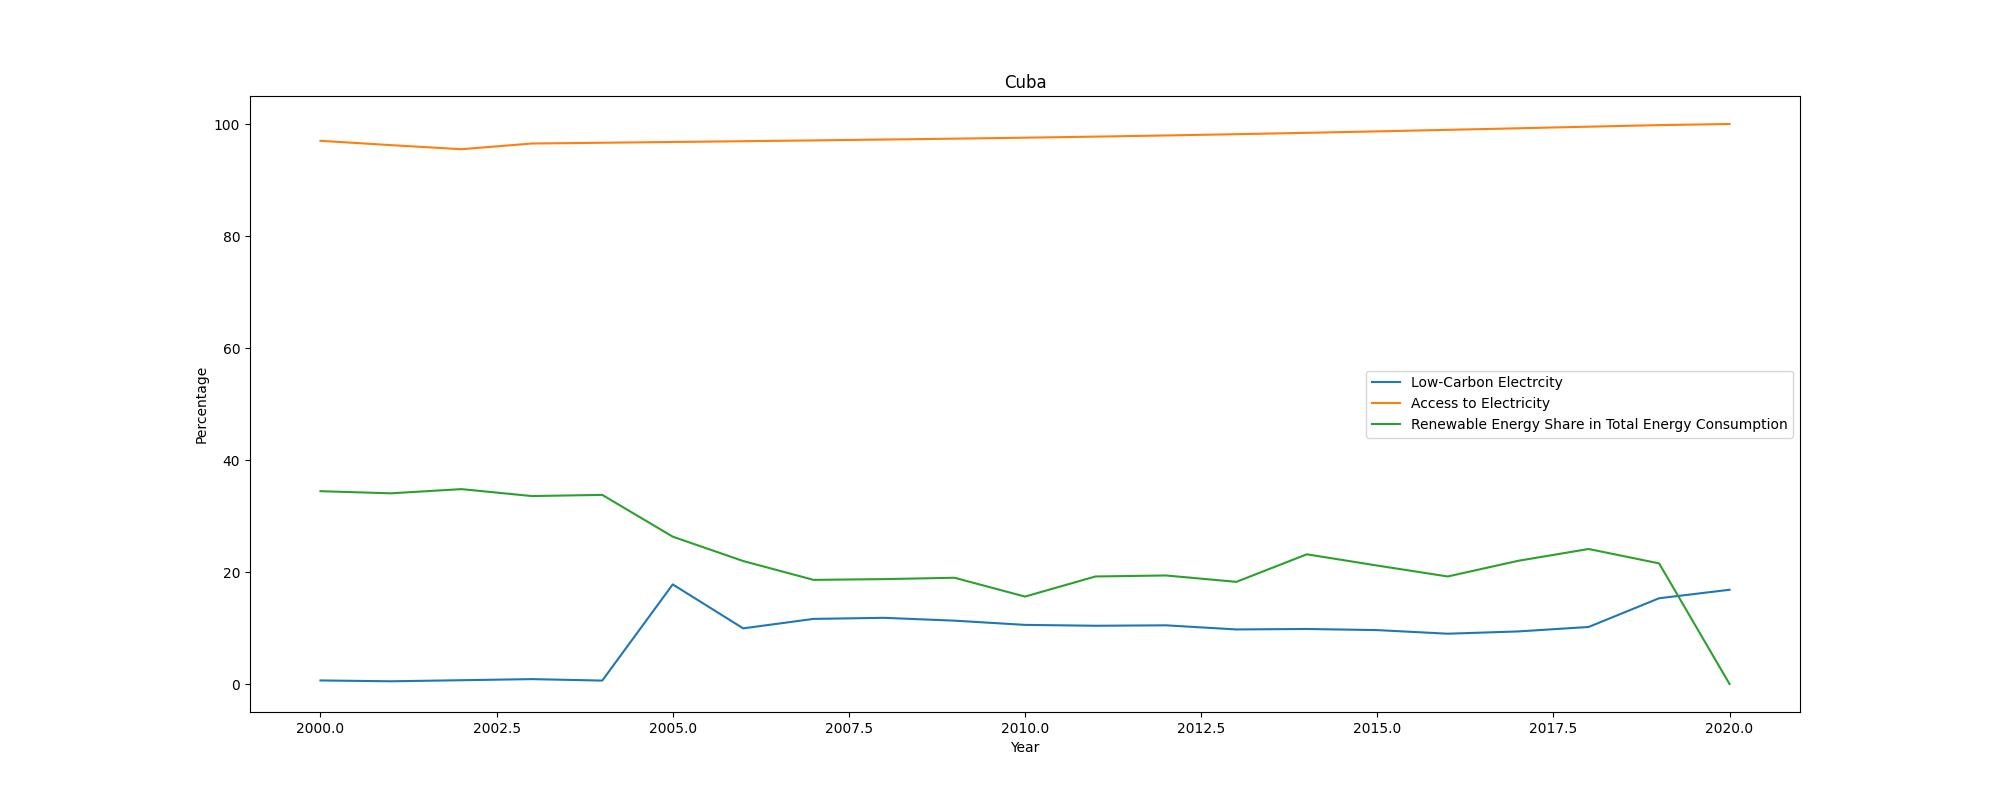 Cuba
100
80
60
40
20
0
Percentage
Low-Carbon Electrcity
Access to Electricity
Renewable Energy Share in Total Energy Consumption
2000.0 2002.5 2005.0 2007.5 2010.0 2012.5 2015.0 2017.5 2020.0
Year